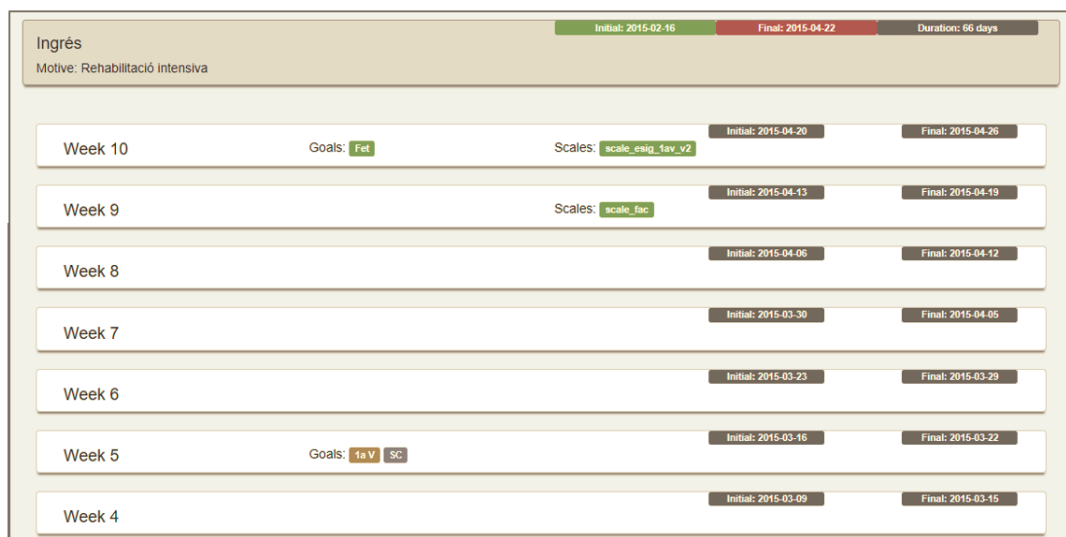 Initial: 2015-02-16 Final: 2015-04-22 Duration: 66 days
Ingrés
Motive: Rehabilitació intensiva
Initial: 2015-04-20 Final: 2015-04-26
Week 10 Goals: Fet Scales: scale_esig_1av_v2
Initial: 2015-04-13 Final: 2015-04-19
Week 9 Scales: scale_fac
Initial: 2015-04-06 Final: 2015-04-12
Week 8
Initial: 2015-03-30 Final: 2015-04-05
Week 7
Initial: 2015-03-23 Final: 2015-03-29
Week 6
Initial: 2015-03-16 Final: 2015-03-22
Week 5 Goals: 1a V SC
Initial: 2015-03-09 Final: 2015-03-15
Week 4